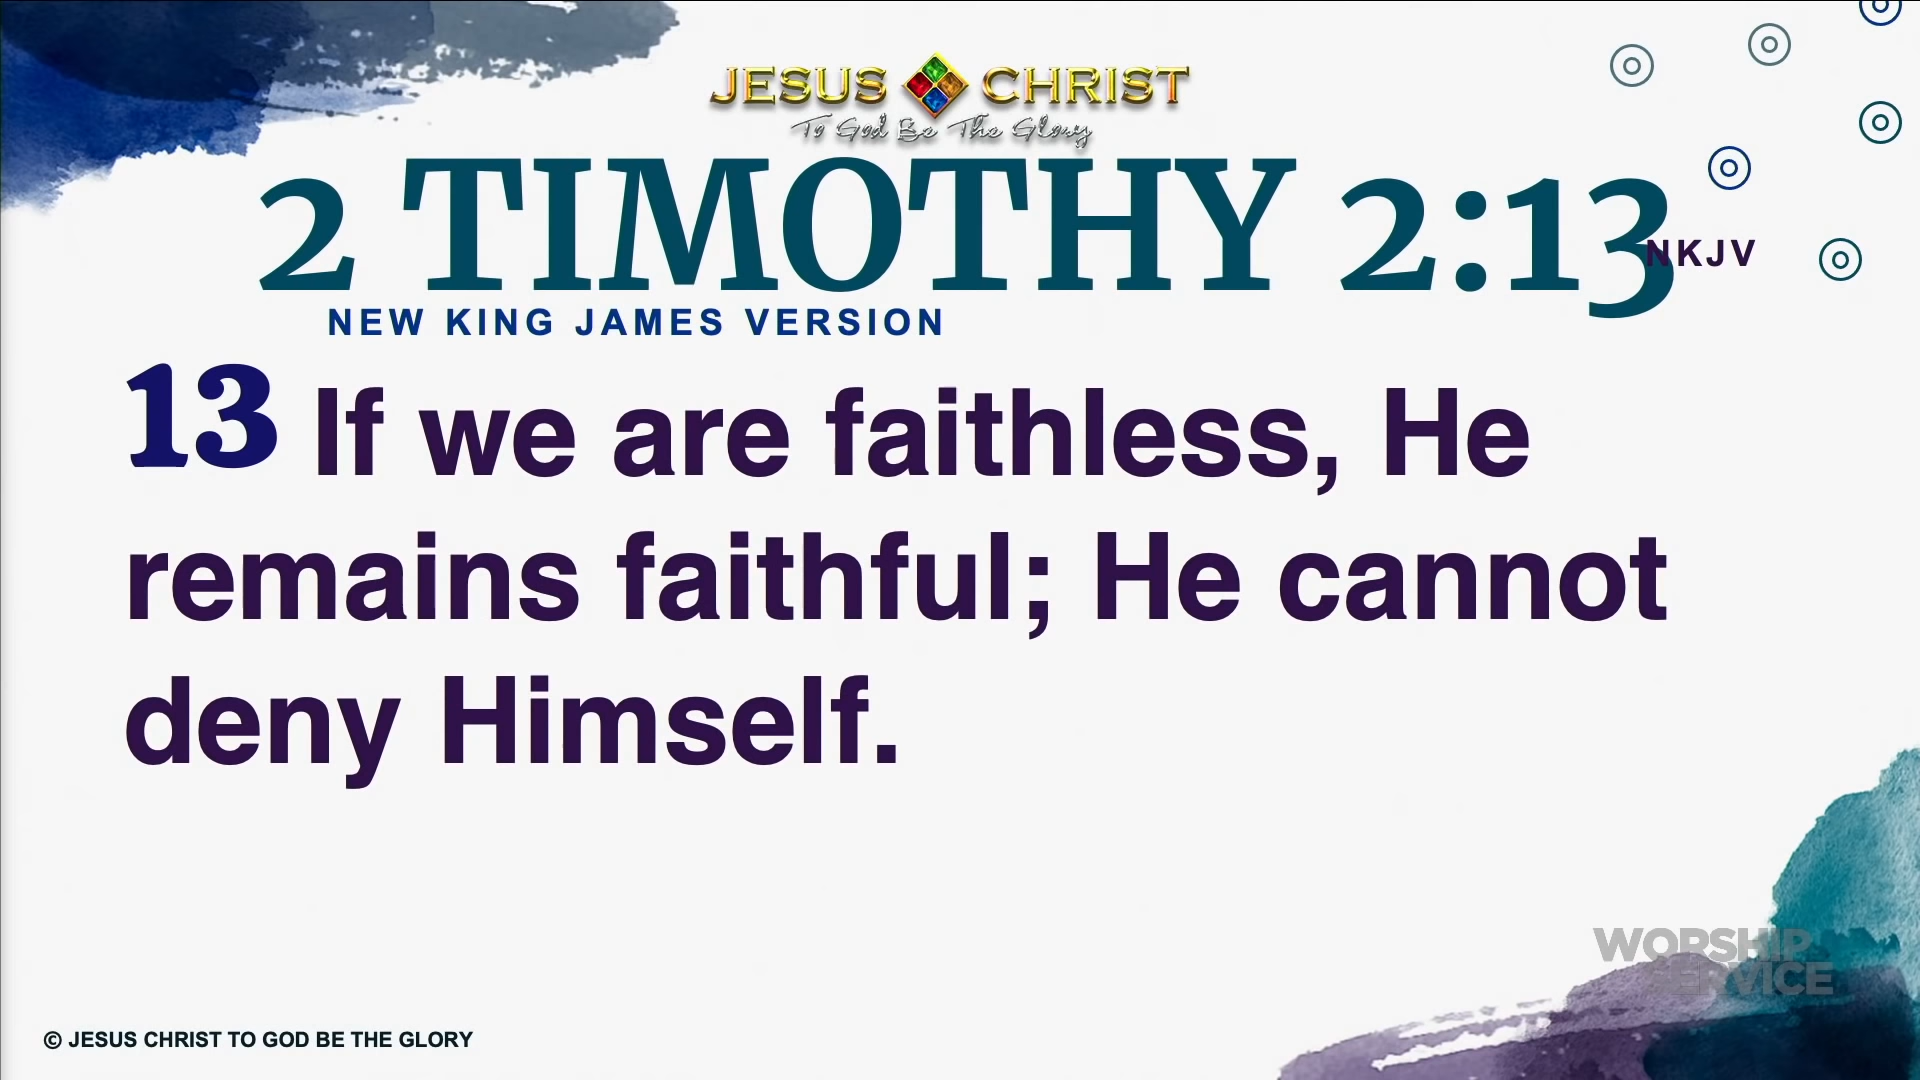 JESUS CHRIST
To God Be The Glory
2 TIMOTHY 2:13
NKJV
NEW KING JAMES VERSION
13 If we are faithless, He
remains faithful; He cannot
deny Himself.
WORSHIP
SERVICE
© JESUS CHRIST TO GOD BE THE GLORY